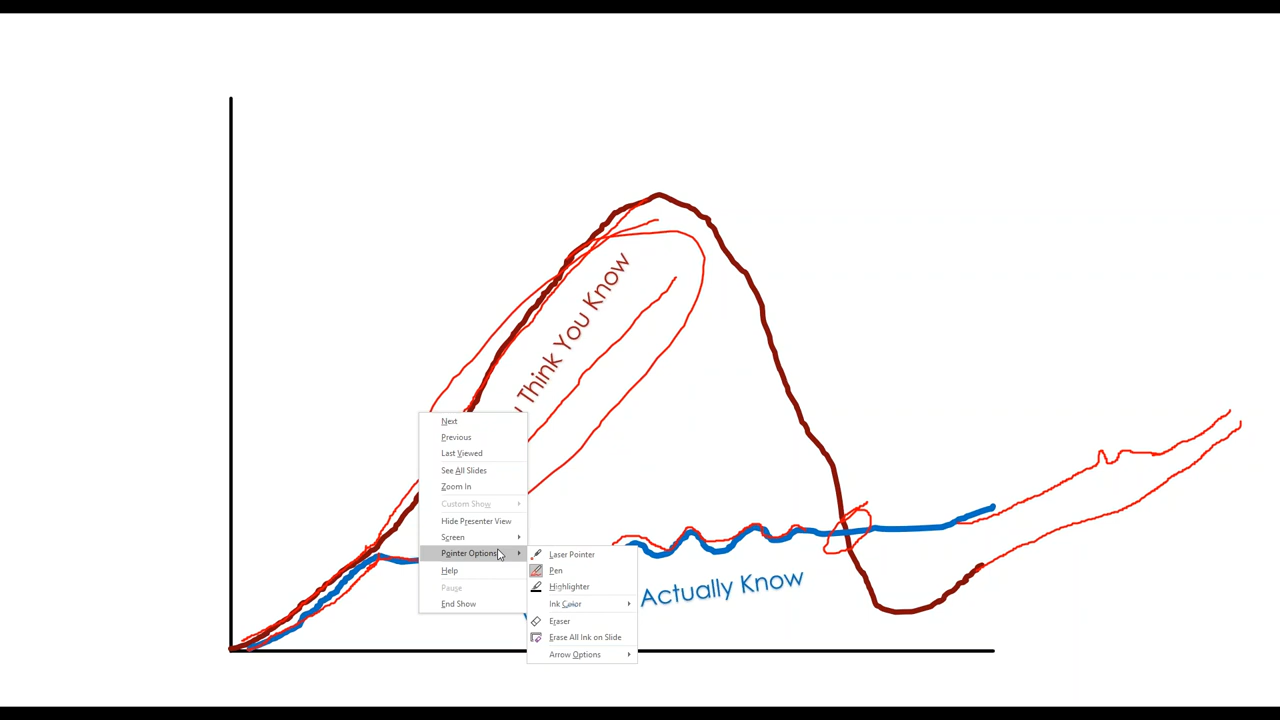 Think You Know
Next
Previous
Last Viewed
See All Slides
Zoom In
Custom Show
Hide Presenter View
Screen
Pointer Options
Help
Pause
End Show
Laser Pointer
Pen
Highlighter
Ink Color
Eraser
Erase All Ink on Slide
Arrow Options
Actually Know